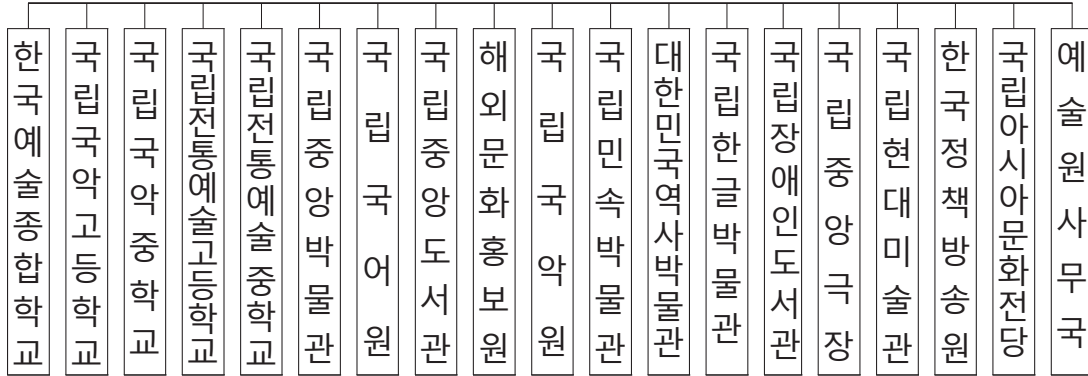 한국예술종합학교
국립국악고등학교
국립국악중학교
국립전통예술고등학교
국립전통예술중학교
국립중앙박물관
국립국어원
국립중앙도서관
해외문화홍보원
국립국악원
국립민속박물관
대한민국역사박물관
국립한글박물관
국립장애인도서관
국립중앙극장
국립현대미술관
한국정책방송원
국립아시아문화전당
예술원사무국